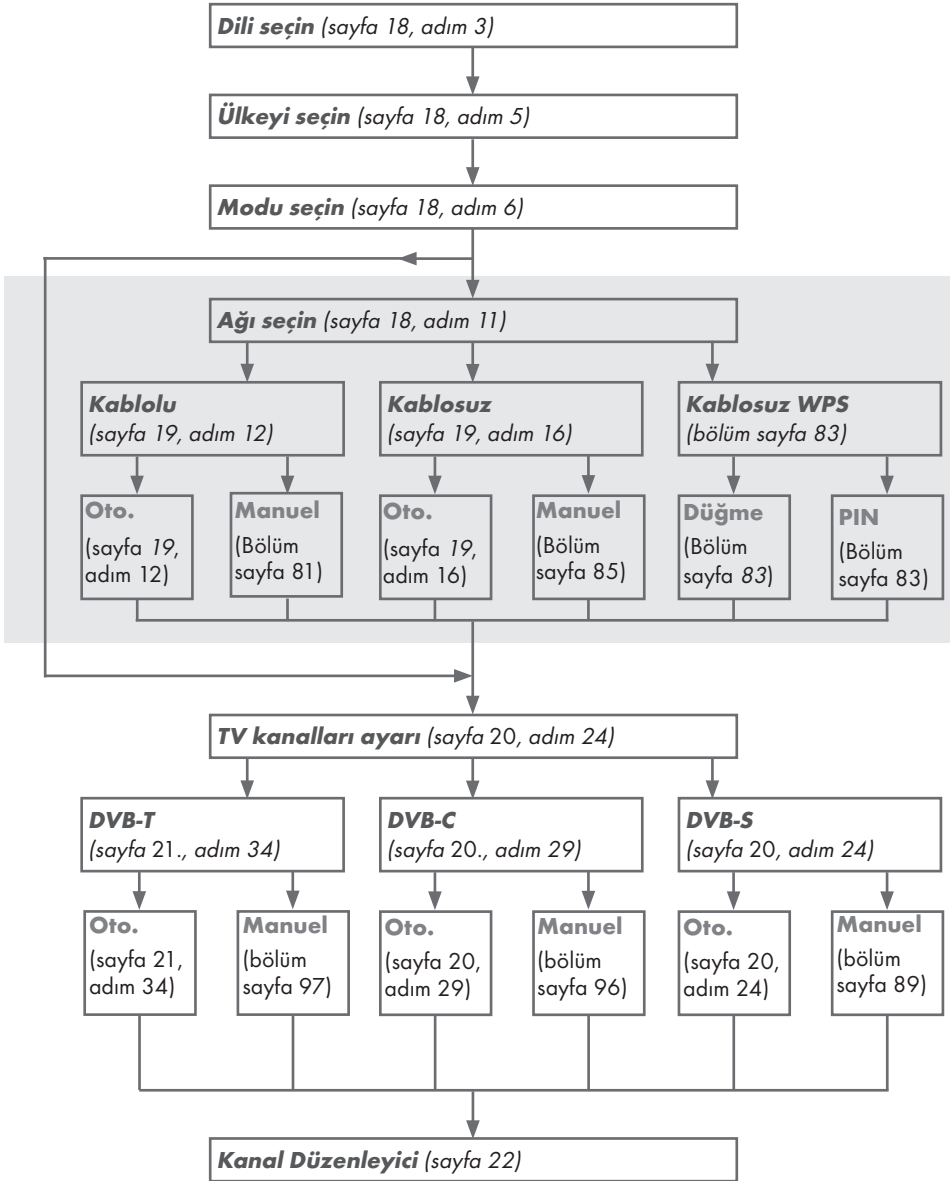 Dili seçin (sayfa 18, adım 3)
Ülkeyi seçin (sayfa 18, adım 5)
Modu seçin (sayfa 18, adım 6)
Ağı seçin (sayfa 18, adım 11)
Kablolu
(sayfa 19, adım 12)
Kablosuz
(sayfa 19, adım 16)
Kablosuz WPS
(bölüm sayfa 83)
Oto.
(sayfa 19,
adım 12)
Manuel
(Bölüm
sayfa 81)
Oto.
(sayfa 19,
adım 16)
Manuel
(Bölüm
sayfa 85)
Düğme
(Bölüm
sayfa 83)
PIN
(Bölüm
sayfa 83)
TV kanalları ayarı (sayfa 20, adım 24)
DVB-T
(sayfa 21., adım 34)
DVB-C
(sayfa 20., adım 29)
DVB-S
(sayfa 20, adım 24)
Oto.
(sayfa 21,
adım 34)
Manuel
(bölüm
sayfa 97)
Oto.
(sayfa 20,
adım 29)
Manuel
(bölüm
sayfa 96)
Oto.
(sayfa 20,
adım 24)
Manuel
(bölüm
sayfa 89)
Kanal Düzenleyici (sayfa 22)